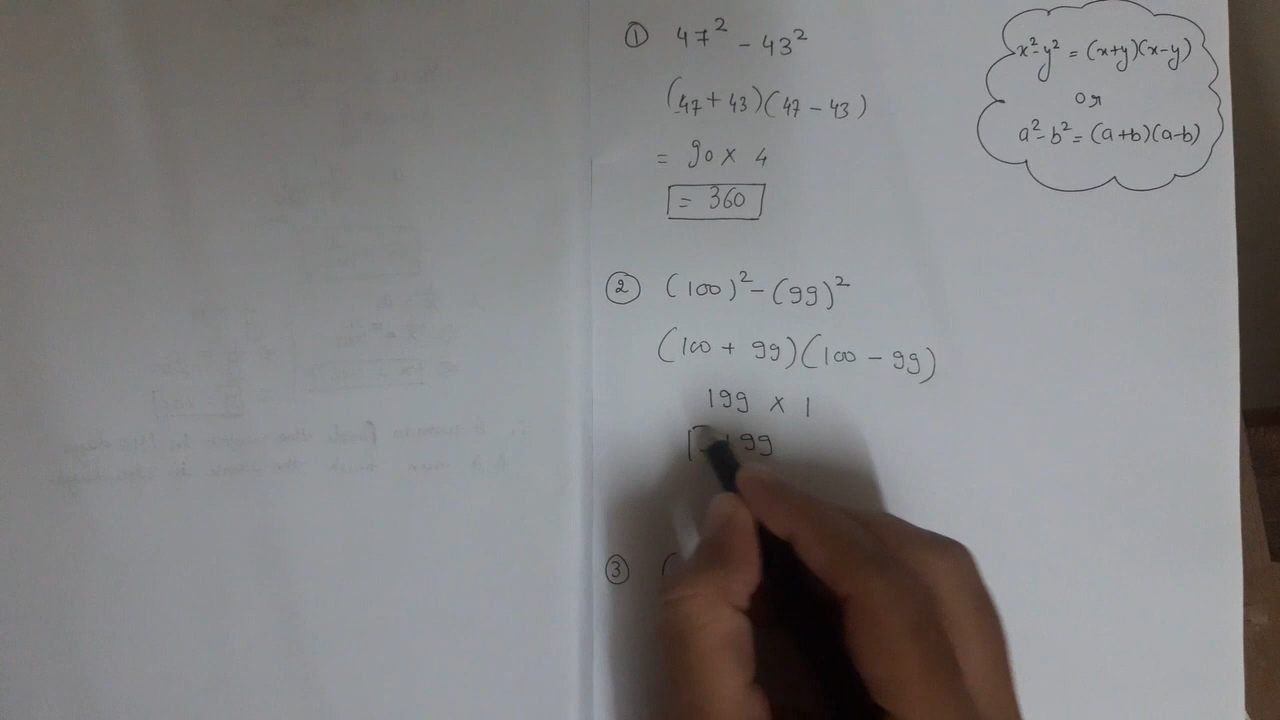 ① 47² - 43²
(47 + 43)(47 - 43)
= 90 × 4
= 360
x² - y² = (x+y)(x-y)
or
a² - b² = (a+b)(a-b)
② (100)² - (99)²
(100 + 99)(100 - 99)
199 × 1
199
③ (